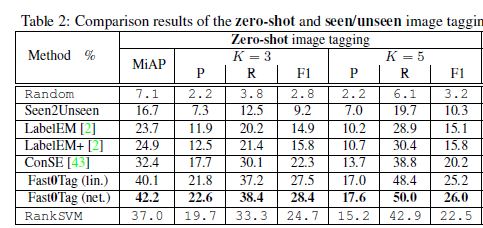 Table 2: Comparison results of the zero-shot and seen/unseen image taggin
Method % Zero-shot image tagging
MiAP K = 3 K = 5
P R F1 P R F1
Random 7.1 2.2 3.8 2.8 2.2 6.1 3.2
Seen2Unseen 16.7 7.3 12.5 9.2 7.0 19.7 10.3
LabelEM [2] 23.7 11.9 20.2 14.9 10.2 28.9 15.1
LabelEM+ [2] 24.9 12.5 21.4 15.8 10.7 30.4 15.8
ConSE [43] 32.4 17.7 30.1 22.3 13.7 38.8 20.2
Fast0Tag (lin.) 40.1 21.8 37.2 27.5 17.0 48.4 25.2
Fast0Tag (net.) 42.2 22.6 38.4 28.4 17.6 50.0 26.0
RankSVM 37.0 19.7 33.3 24.7 15.2 42.9 22.5